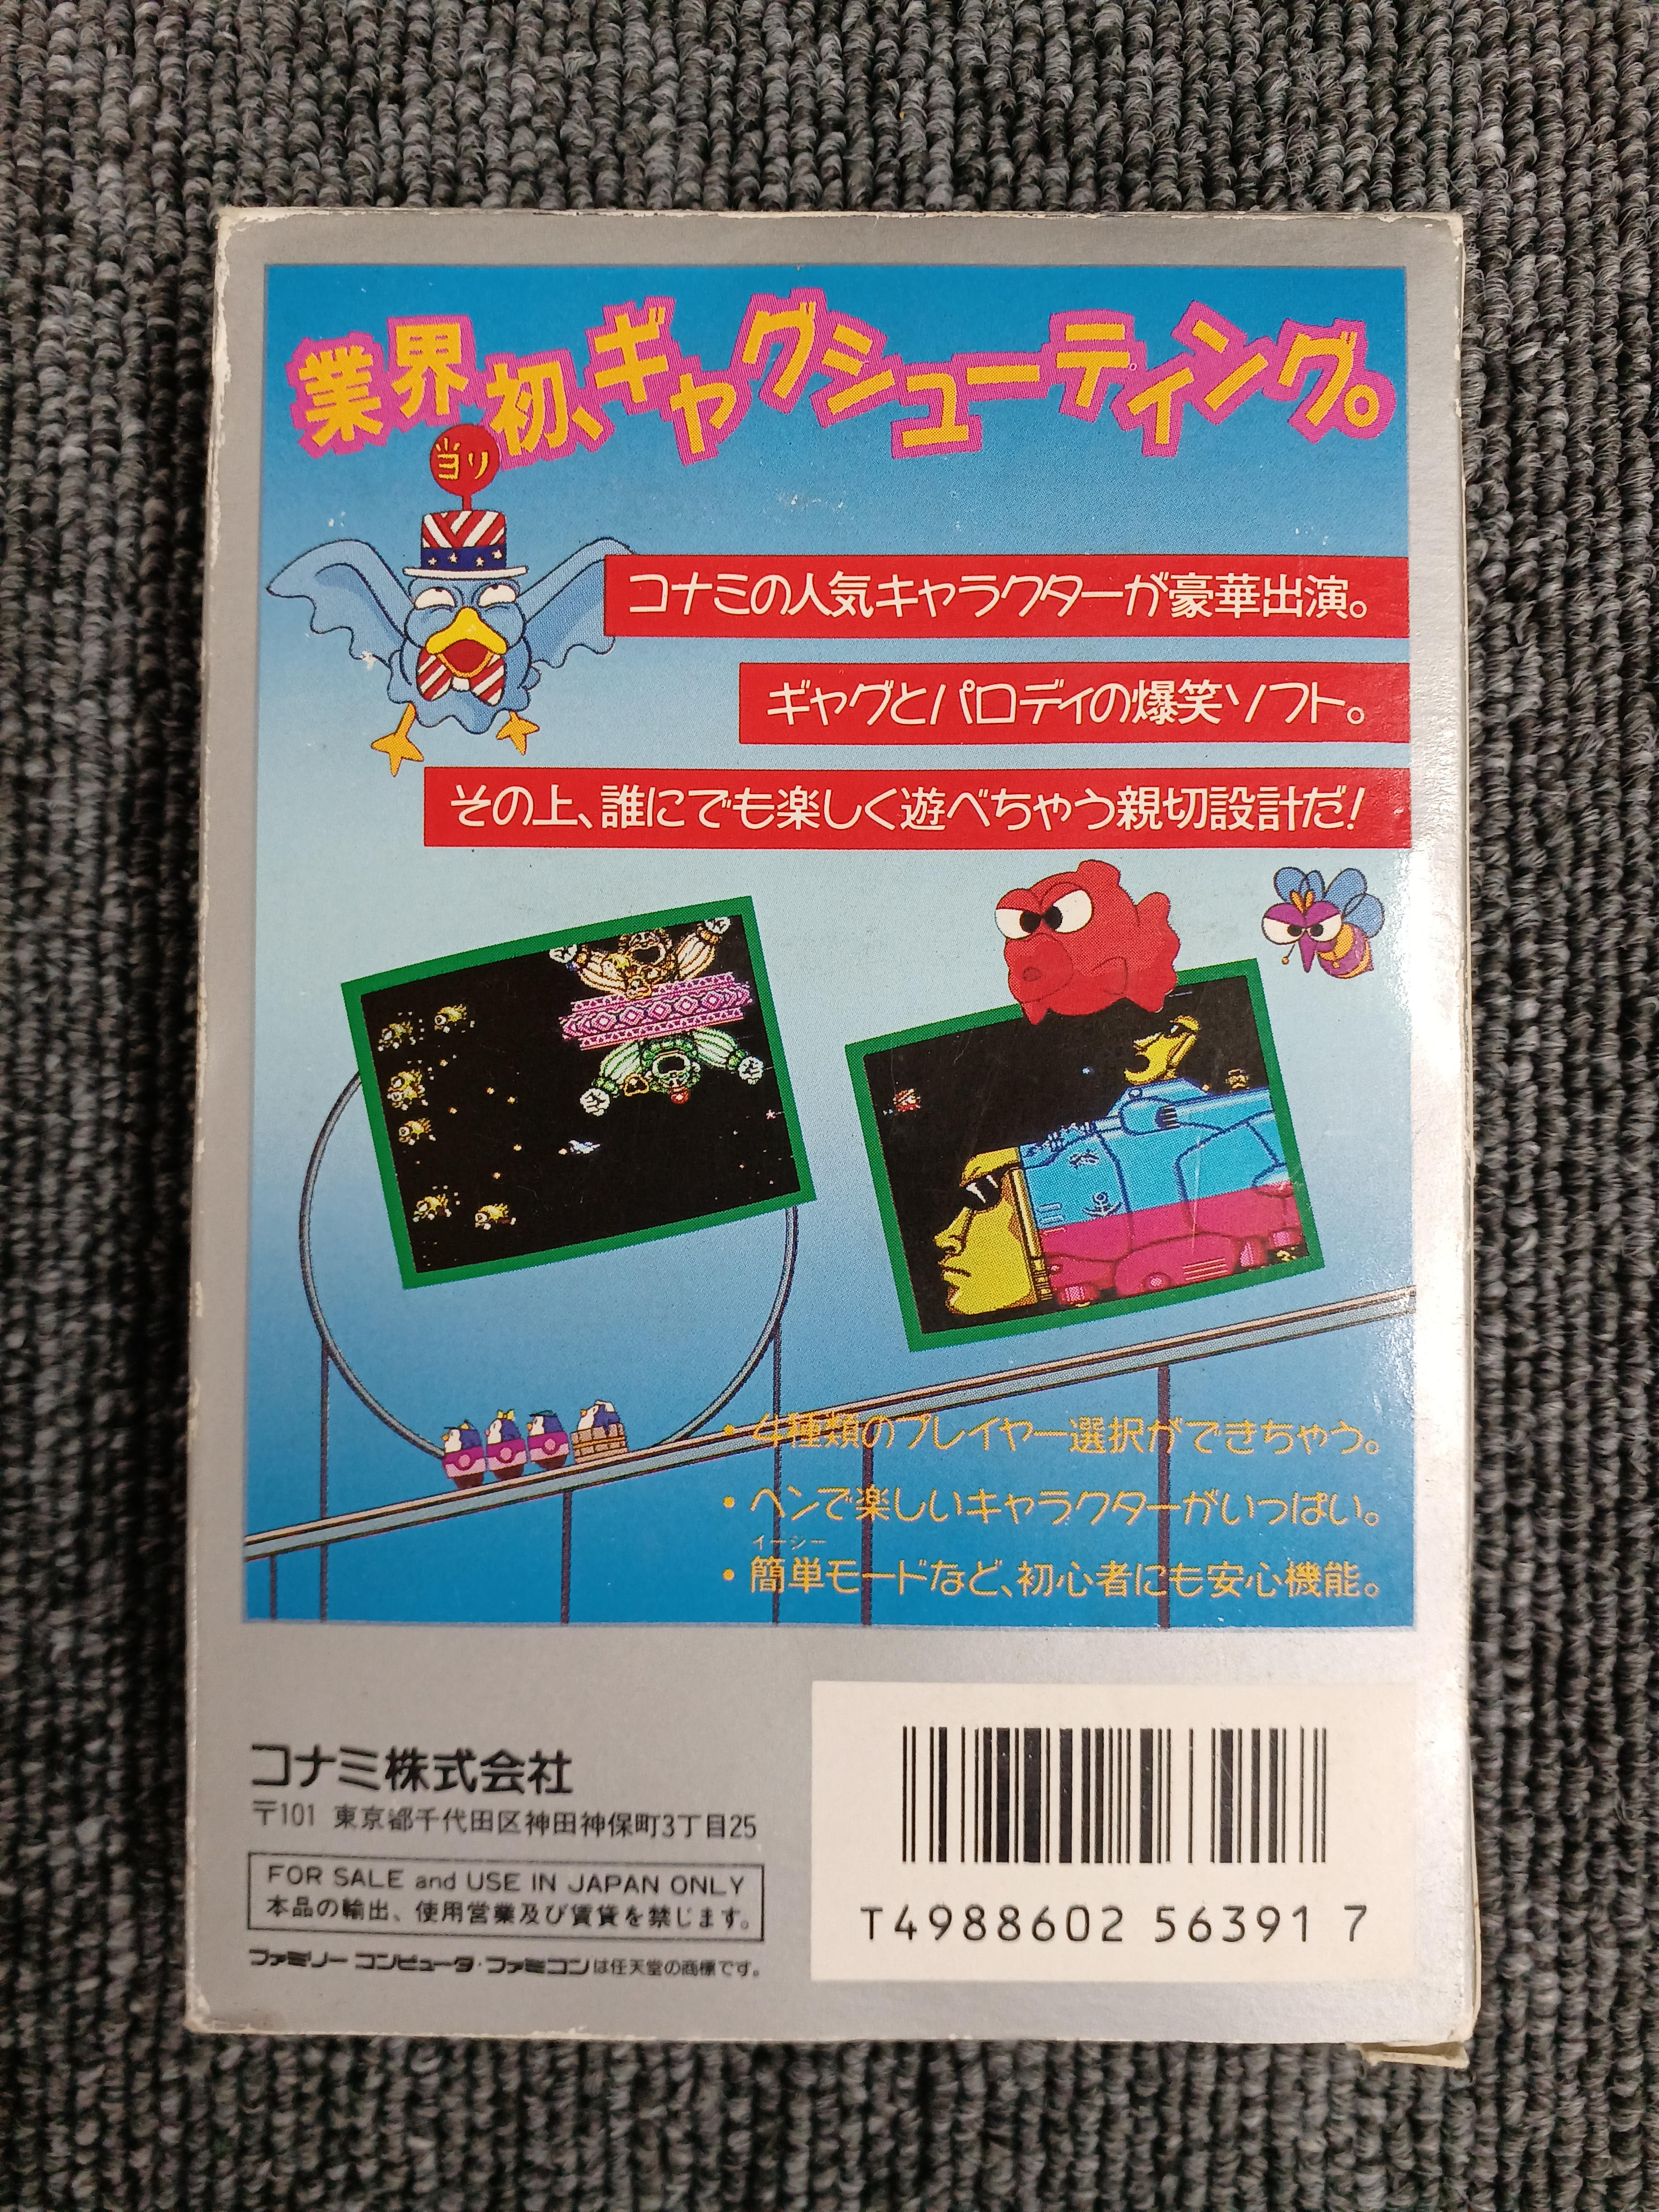 業界初、ギャグシューティング。
当り
コナミの人気キャラクターが豪華出演。
ギャグとパロディの爆笑ソフト。
その上、誰にでも楽しく遊べちゃう親切設計だ!
・4種類のプレイヤー選択ができちゃう。
・ヘンで楽しいキャラクターがいっぱい。
イージー
・簡単モードなど、初心者にも安心機能。
コナミ株式会社
〒101 東京都千代田区神田神保町3丁目25
FOR SALE and USE IN JAPAN ONLY
本品の輸出、使用営業及び賃貸を禁じます。
ファミリー コンピュータ・ファミコンは任天堂の商標です。
T4988602 563917